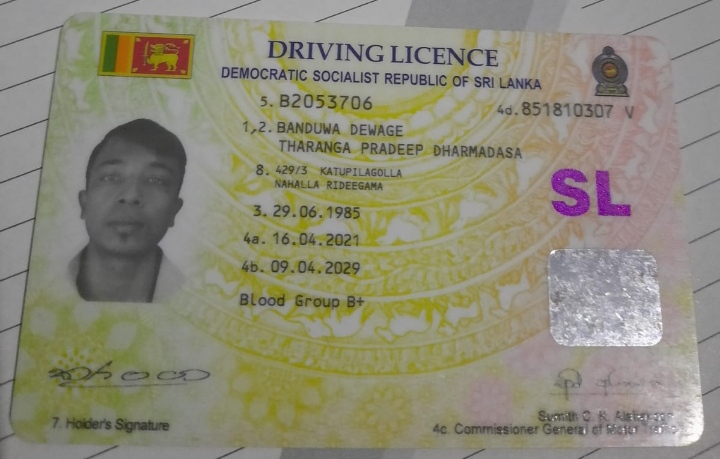 DRIVING LICENCE
DEMOCRATIC SOCIALIST REPUBLIC OF SRI LANKA
5. B2053706
4d. 851810307 V
1,2. BANDUWA DEWAGE
THARANGA PRADEEP DHARMADASA
8. 429/3 KATUPILAGOLLA
NAHALLA RIDEEGAMA
SL
3. 29.06.1985
4a. 16.04.2021
4b. 09.04.2029
Blood Group B+
7. Holder's Signature
Sumith C. K.
4c. Commissioner General of Motor Traffic